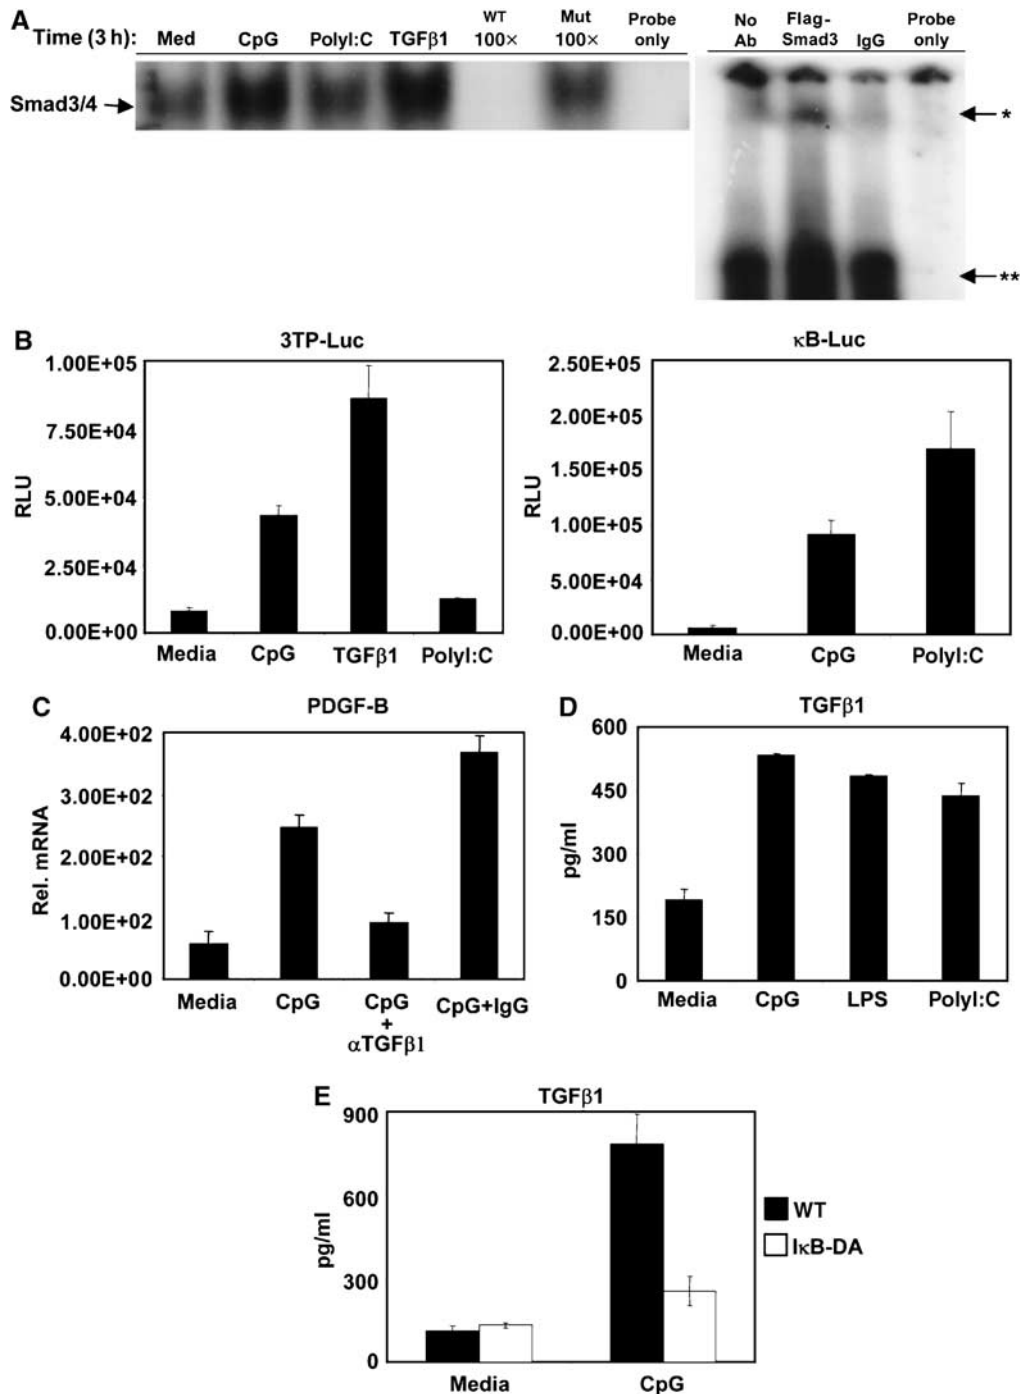 A
Time (3 h): Med CpG PolyI:C TGFβ1 WT 100× Mut 100× Probe only
No Ab Flag-Smad3 IgG Probe only
Smad3/4
*
**
B
3TP-Luc
1.00E+05
7.50E+04
5.00E+04
2.50E+04
0.00E+00
RLU
Media CpG TGFβ1 PolyI:C
κB-Luc
2.50E+05
2.00E+05
1.50E+05
1.00E+05
5.00E+04
0.00E+00
RLU
Media CpG PolyI:C
C
PDGF-B
4.00E+02
3.00E+02
2.00E+02
1.00E+02
0.00E+00
Rel. mRNA
Media CpG CpG + αTGFβ1 CpG+IgG
D
TGFβ1
600
450
300
150
0
pg/ml
Media CpG LPS PolyI:C
E
TGFβ1
900
600
300
0
pg/ml
Media CpG
WT
IκB-DA